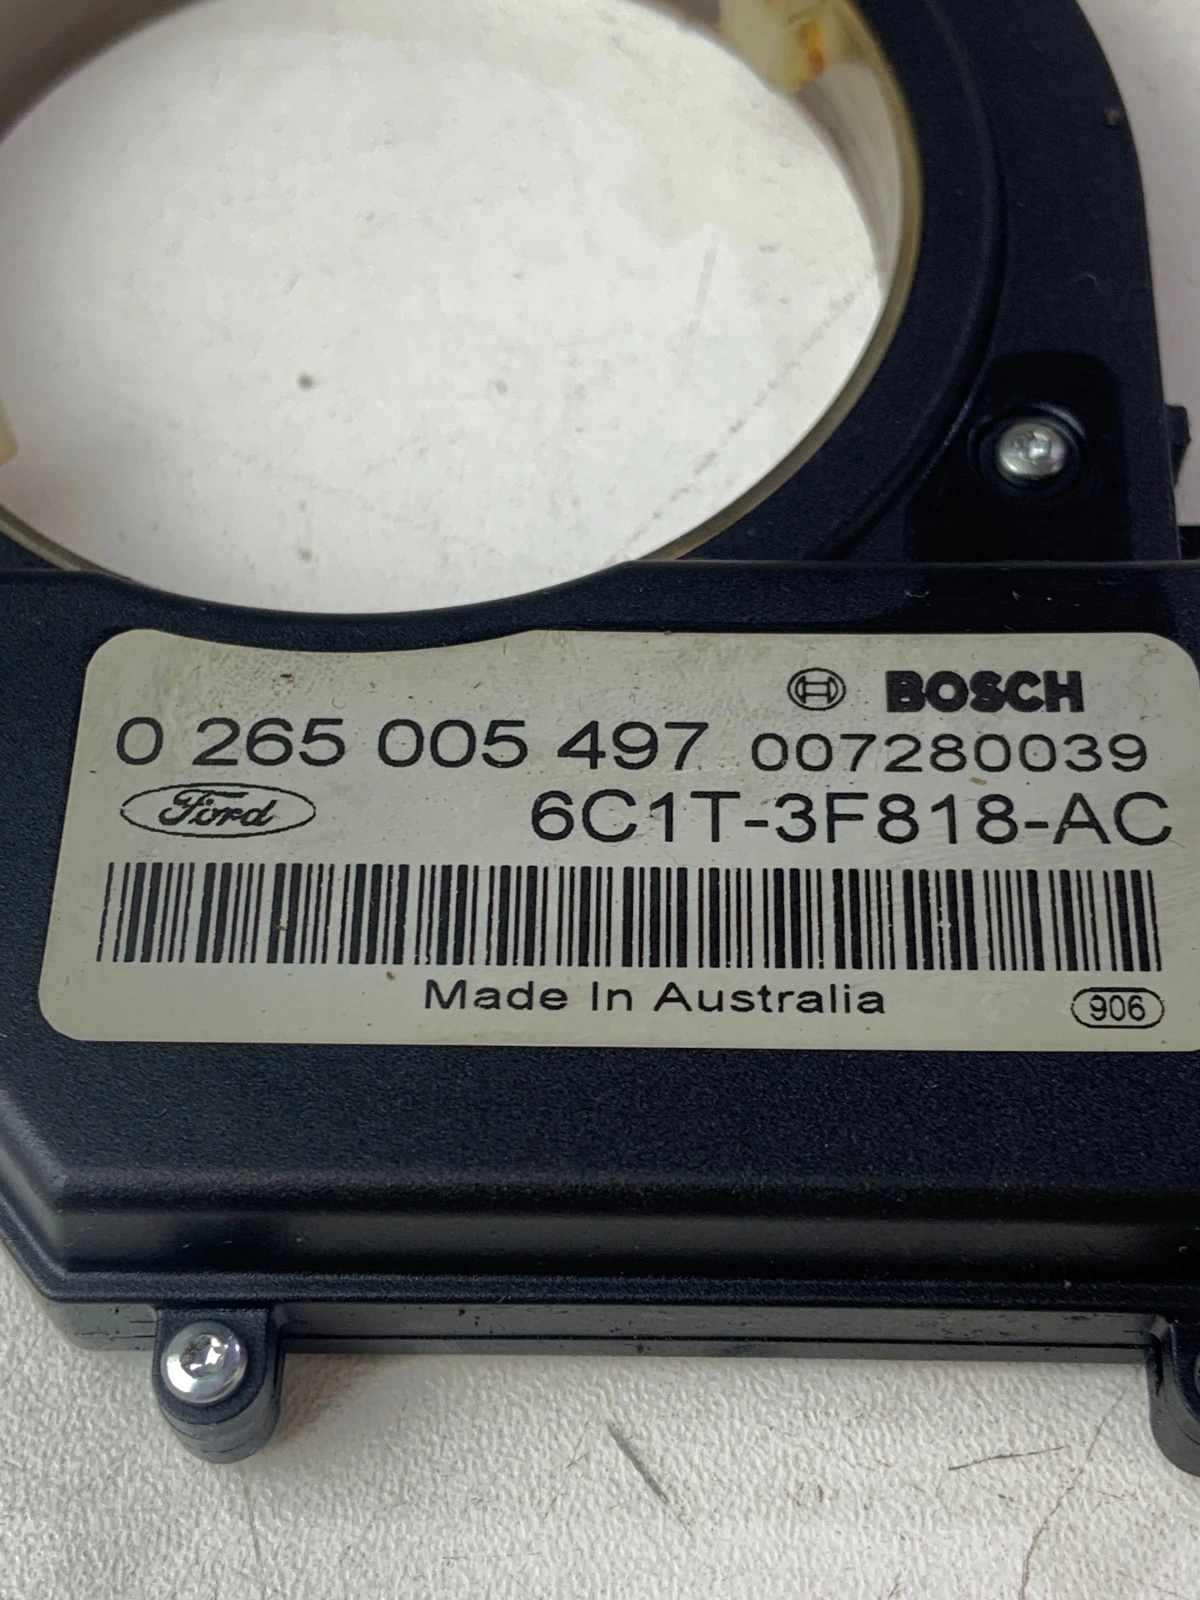 BOSCH
0 265 005 497 007280039
Ford 6C1T-3F818-AC
Made In Australia 906